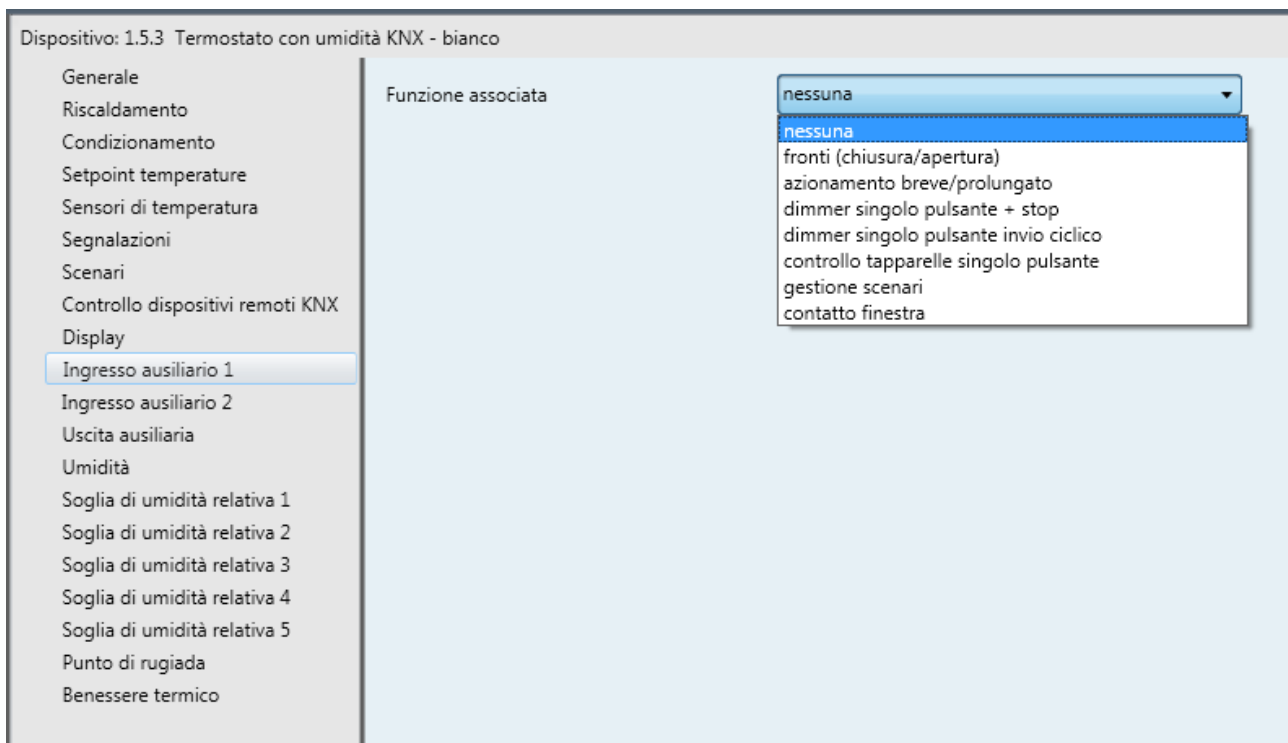 Dispositivo: 1.5.3 Termostato con umidità KNX - bianco
Generale
Riscaldamento
Condizionamento
Setpoint temperature
Sensori di temperatura
Segnalazioni
Scenari
Controllo dispositivi remoti KNX
Display
Ingresso ausiliario 1
Ingresso ausiliario 2
Uscita ausiliaria
Umidità
Soglia di umidità relativa 1
Soglia di umidità relativa 2
Soglia di umidità relativa 3
Soglia di umidità relativa 4
Soglia di umidità relativa 5
Punto di rugiada
Benessere termico
Funzione associata
nessuna
nessuna
fronti (chiusura/apertura)
azionamento breve/prolungato
dimmer singolo pulsante + stop
dimmer singolo pulsante invio ciclico
controllo tapparelle singolo pulsante
gestione scenari
contatto finestra